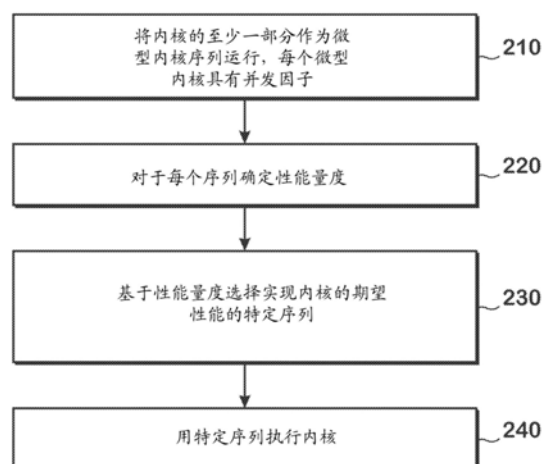 将内核的至少一部分作为微
型内核序列运行，每个微型
内核具有并发因子
210
对于每个序列确定性能量度
220
基于性能量度选择实现内核的期望
性能的特定序列
230
用特定序列执行内核
240